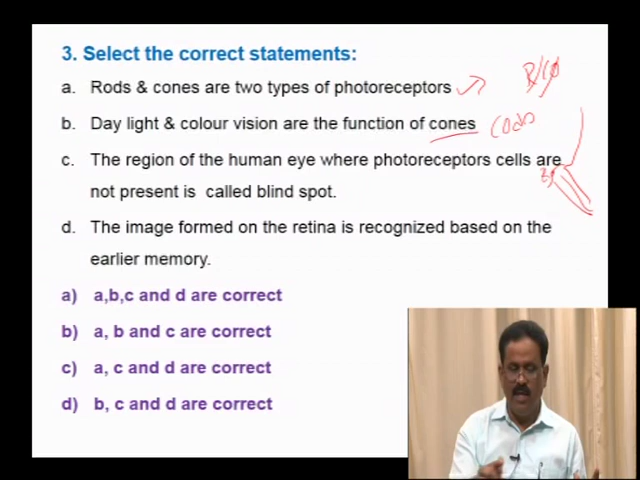 3. Select the correct statements:
a. Rods & cones are two types of photoreceptors
b. Day light & colour vision are the function of cones
c. The region of the human eye where photoreceptors cells are
not present is called blind spot.
d. The image formed on the retina is recognized based on the
earlier memory.
a) a,b,c and d are correct
b) a, b and c are correct
c) a, c and d are correct
d) b, c and d are correct